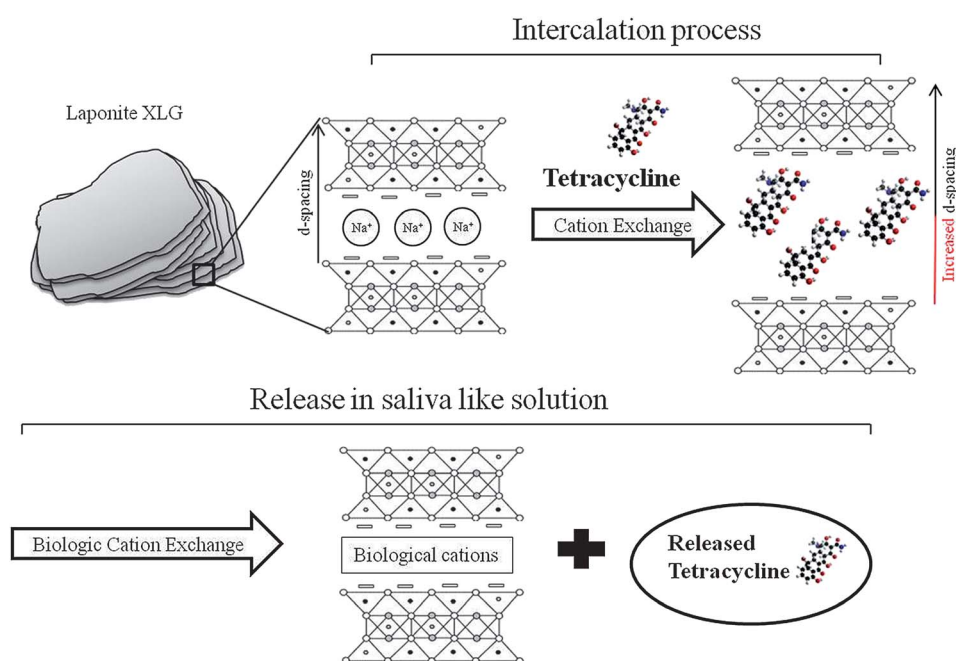 Intercalation process
Laponite XLG
d-spacing
Na⁺ Na⁺ Na⁺
Tetracycline
Cation Exchange
Increased d-spacing
Release in saliva like solution
Biologic Cation Exchange
Biological cations
Released
Tetracycline